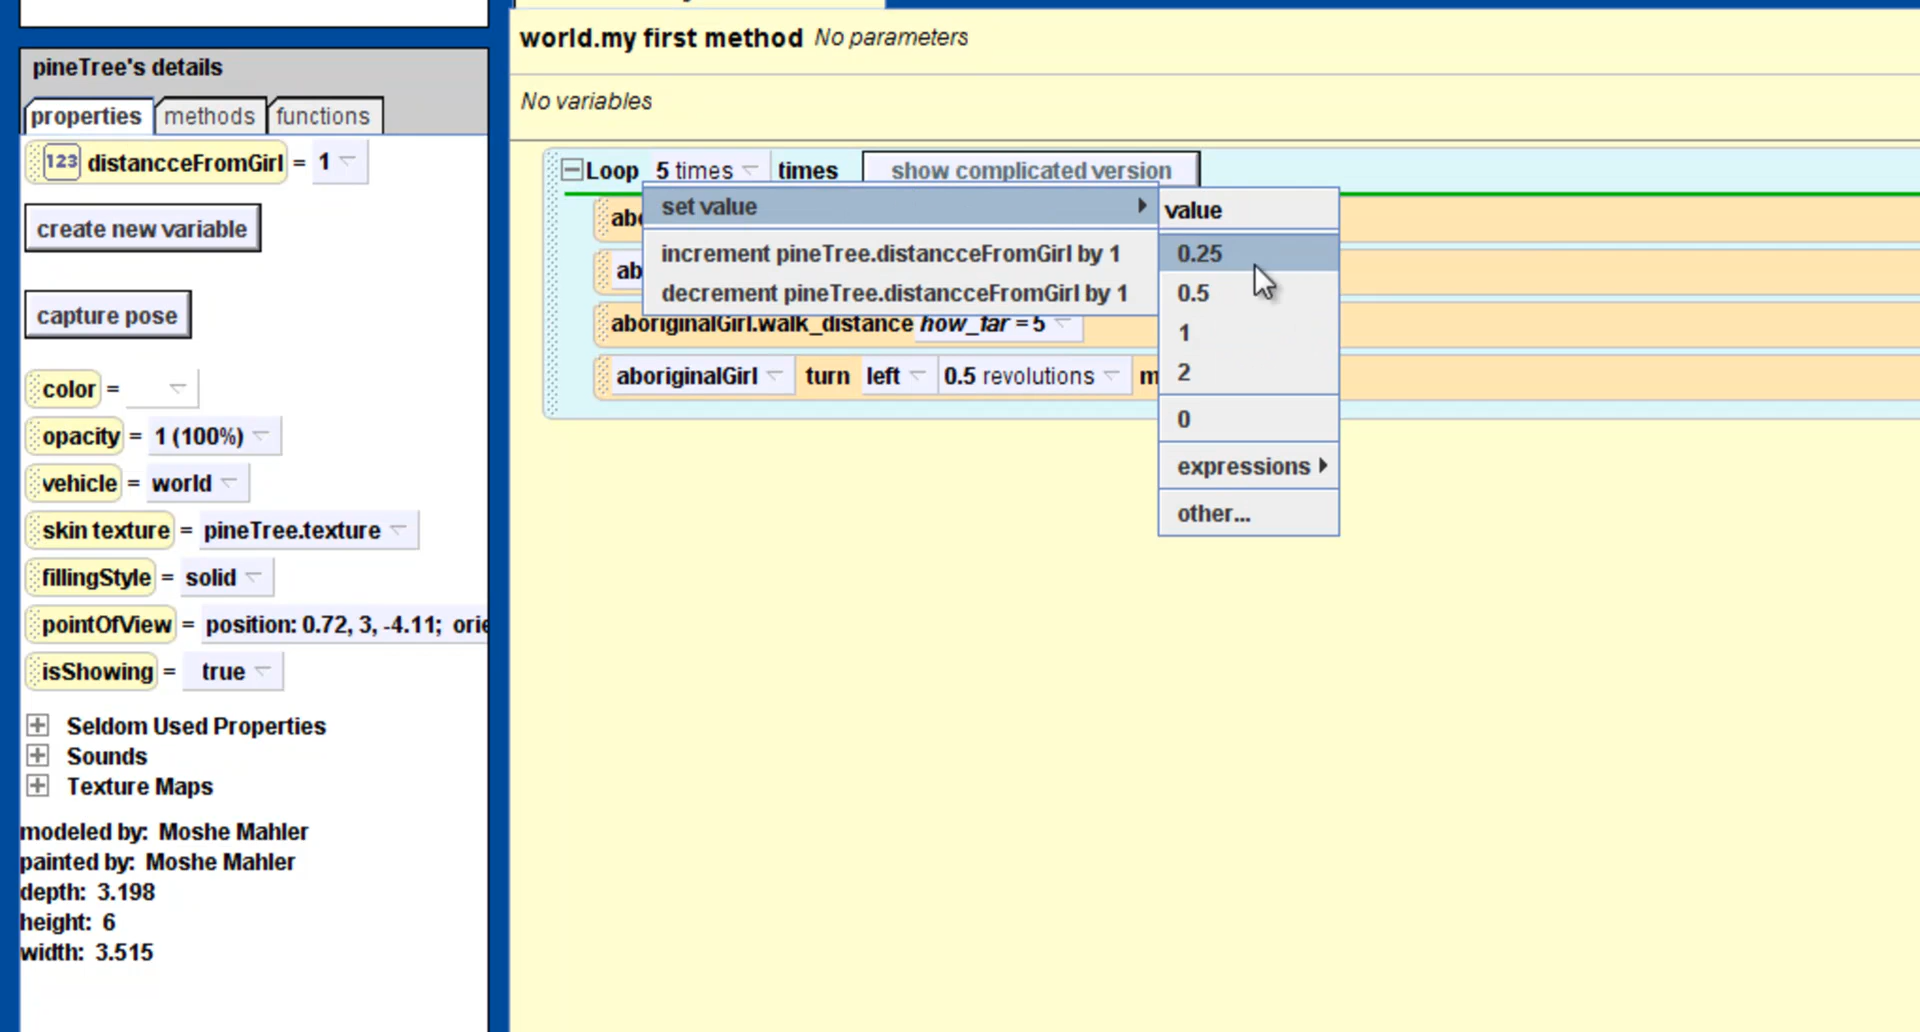 pineTree's details
properties methods functions
123 distancceFromGirl = 1
create new variable
capture pose
color =
opacity = 1 (100%)
vehicle = world
skin texture = pineTree.texture
fillingStyle = solid
pointOfView = position: 0.72, 3, -4.11; orie
isShowing = true
Seldom Used Properties
Sounds
Texture Maps
modeled by: Moshe Mahler
painted by: Moshe Mahler
depth: 3.198
height: 6
width: 3.515
world.my first method No parameters
No variables
Loop 5 times times show complicated version
abo
ab
aboriginalGirl.walk_distance how_far = 5
aboriginalGirl turn left 0.5 revolutions m
set value
increment pineTree.distancceFromGirl by 1
decrement pineTree.distancceFromGirl by 1
value
0.25
0.5
1
2
0
expressions
other...